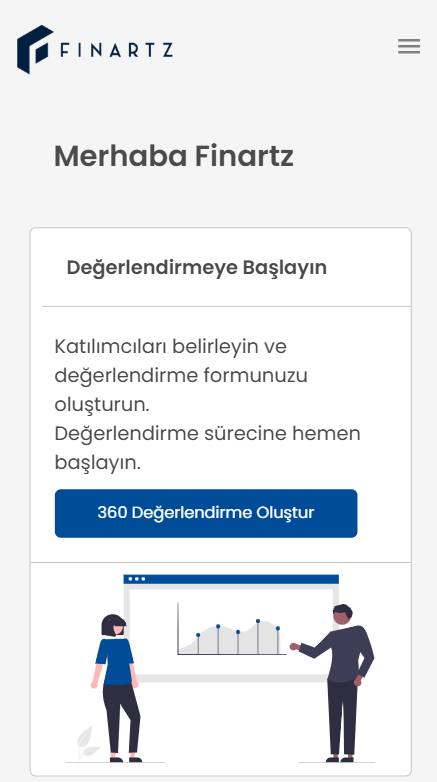 FINARTZ
Merhaba Finartz
Değerlendirmeye Başlayın
Katılımcıları belirleyin ve
değerlendirme formunuzu
oluşturun.
Değerlendirme sürecine hemen
başlayın.
360 Değerlendirme Oluştur